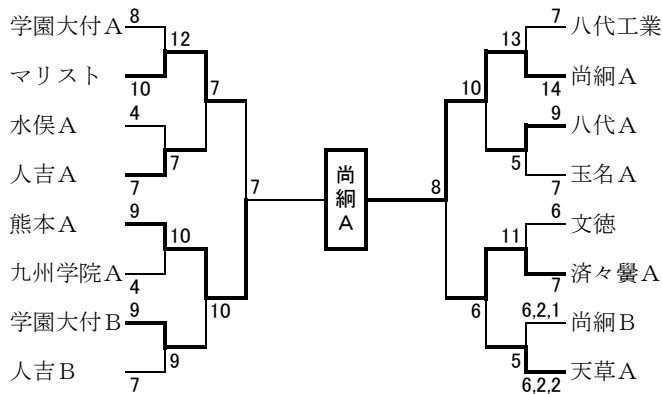 学園大付A 8
12
マリスト 10
7
水俣A 4
7
人吉A 7
7
熊本A 9
10
九州学院A 4
10
学園大付B 9
9
人吉B 7
尚絅A
7 八代工業
13
14 尚絅A
10
9 八代A
5
7 玉名A
8
6 文徳
11
7 済々黌A
6
6,2,1 尚絅B
5
6,2,2 天草A